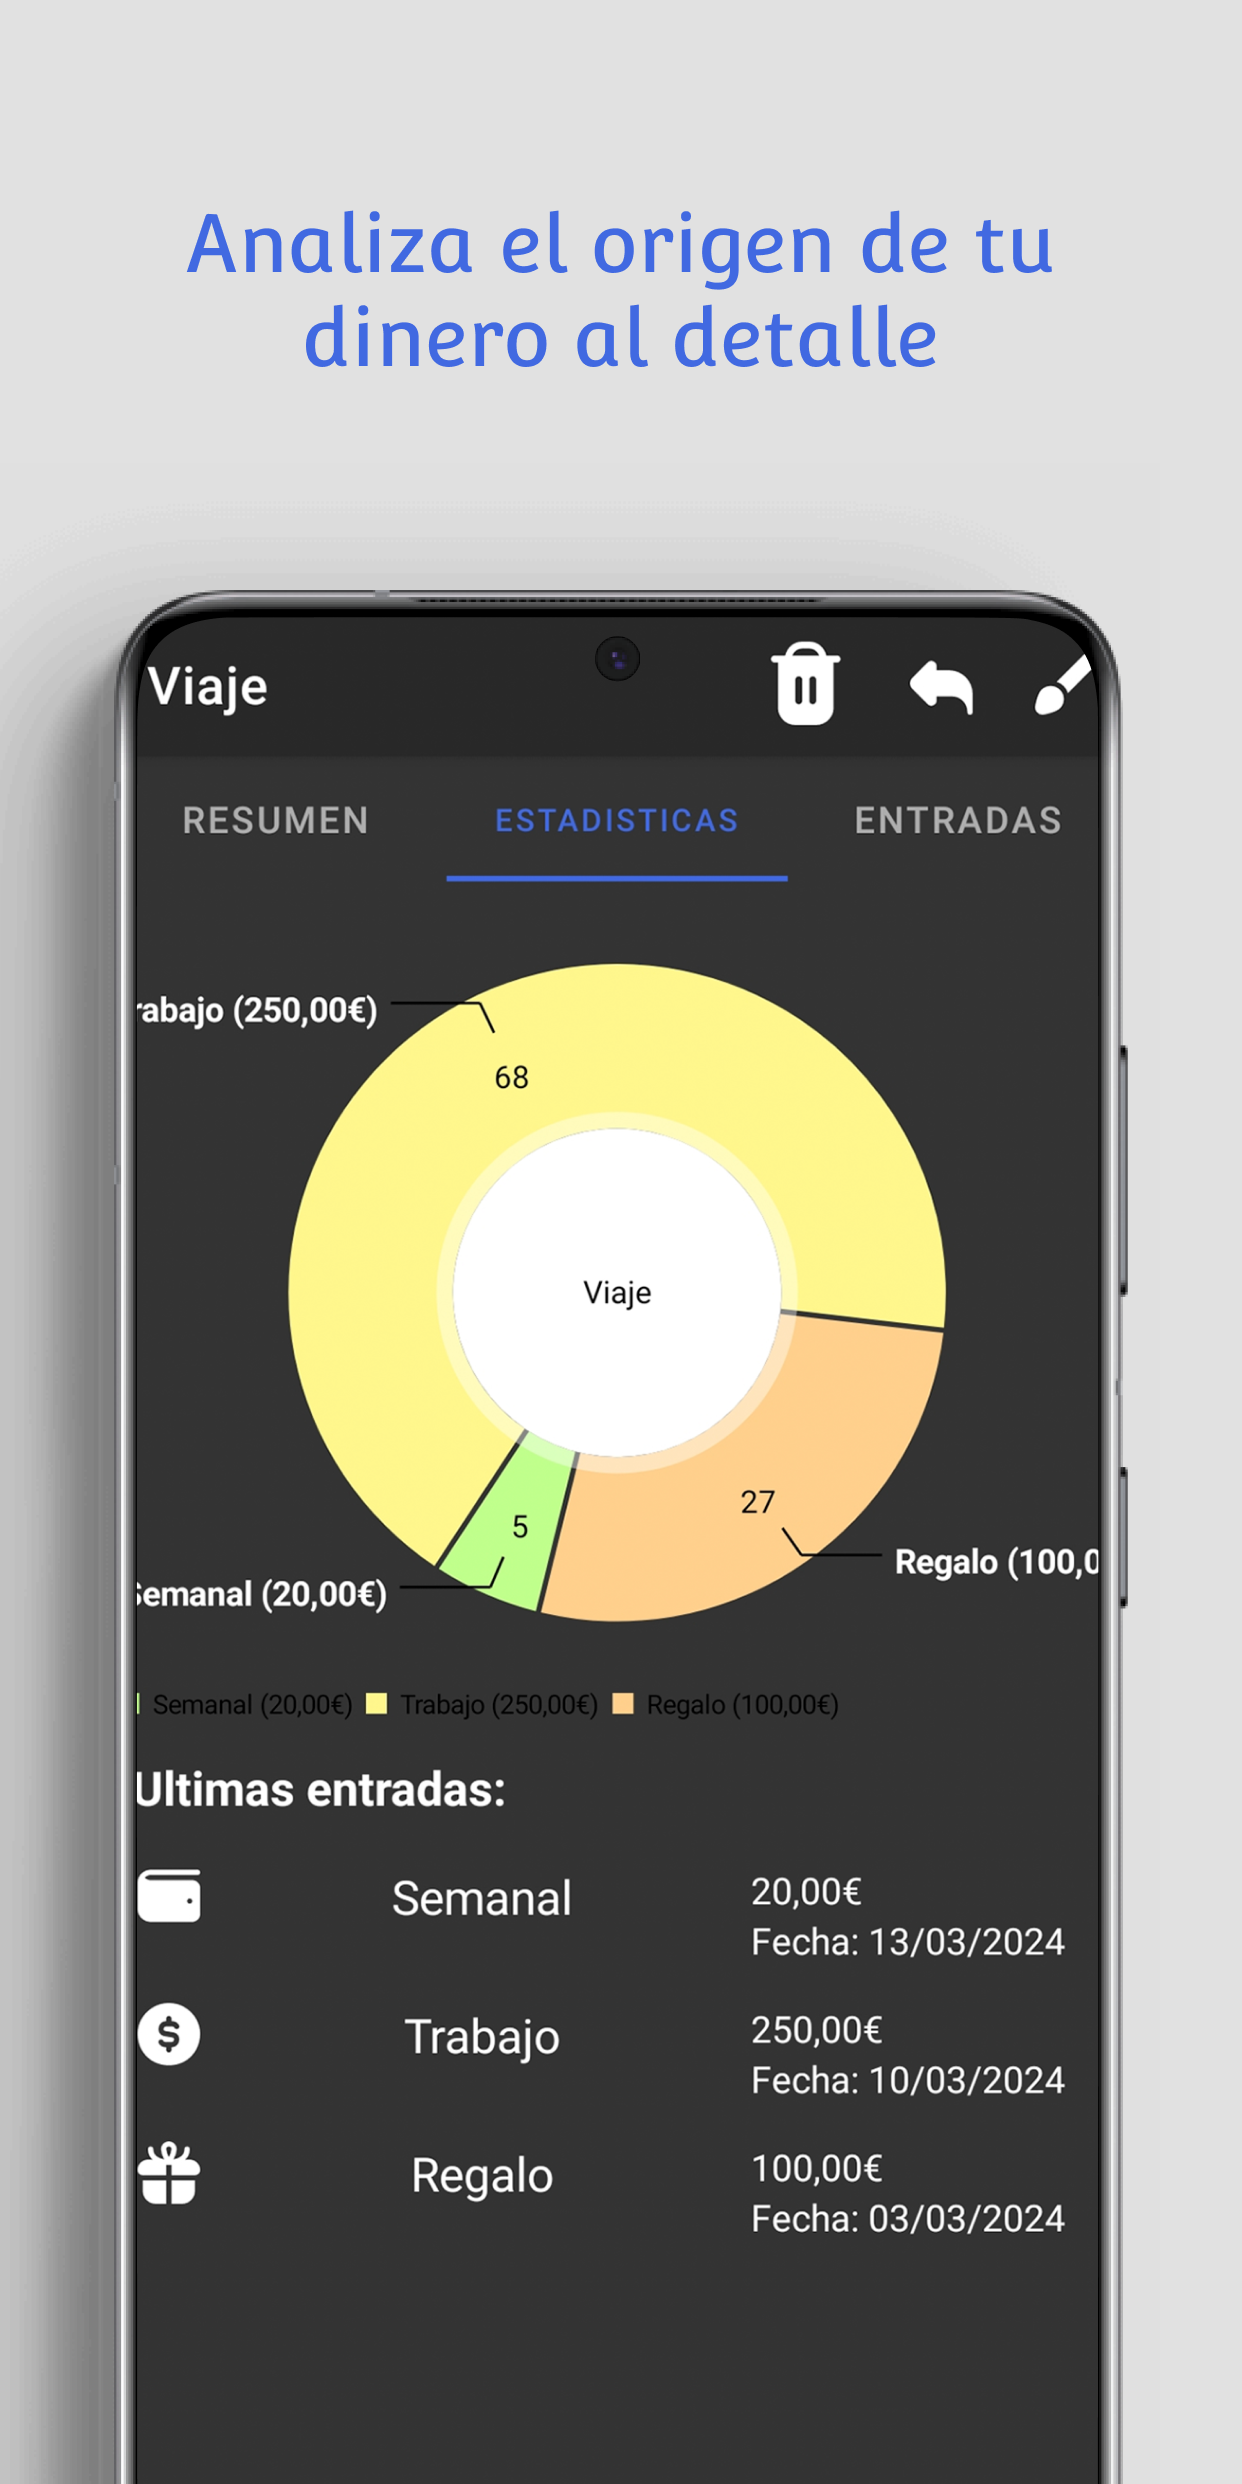 Analiza el origen de tu
dinero al detalle
Viaje
RESUMEN ESTADISTICAS ENTRADAS
rabajo (250,00€)
68
Viaje
27
5
Regalo (100,0
Semanal (20,00€)
Semanal (20,00€) Trabajo (250,00€) Regalo (100,00€)
Ultimas entradas:
Semanal
20,00€
Fecha: 13/03/2024
Trabajo
250,00€
Fecha: 10/03/2024
Regalo
100,00€
Fecha: 03/03/2024